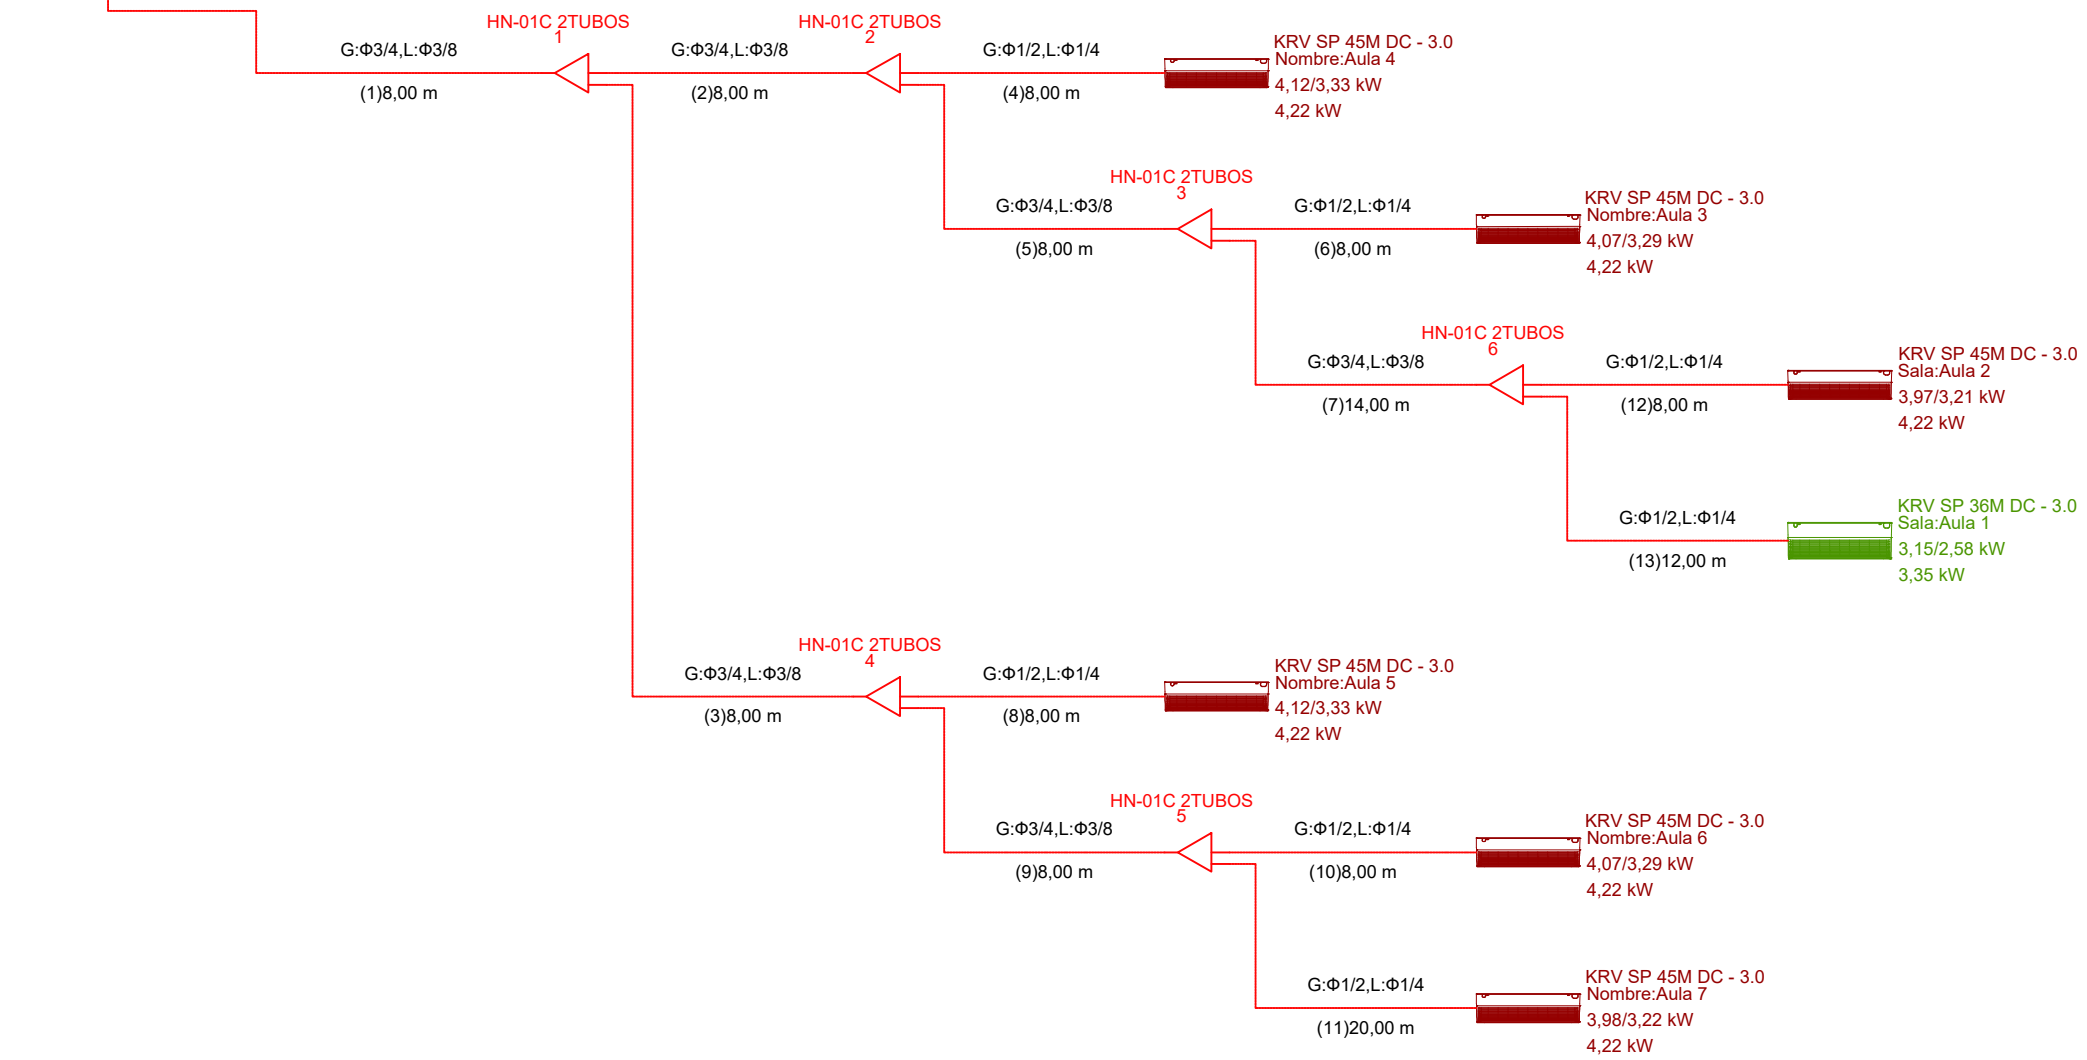 HN-01C 2TUBOS
1
G:Φ3/4,L:Φ3/8
(1)8,00 m
HN-01C 2TUBOS
2
G:Φ3/4,L:Φ3/8
(2)8,00 m
G:Φ1/2,L:Φ1/4
(4)8,00 m
KRV SP 45M DC - 3.0
Nombre:Aula 4
4,12/3,33 kW
4,22 kW
HN-01C 2TUBOS
3
G:Φ3/4,L:Φ3/8
(5)8,00 m
G:Φ1/2,L:Φ1/4
(6)8,00 m
KRV SP 45M DC - 3.0
Nombre:Aula 3
4,07/3,29 kW
4,22 kW
HN-01C 2TUBOS
6
G:Φ3/4,L:Φ3/8
(7)14,00 m
G:Φ1/2,L:Φ1/4
(12)8,00 m
KRV SP 45M DC - 3.0
Sala:Aula 2
3,97/3,21 kW
4,22 kW
G:Φ1/2,L:Φ1/4
(13)12,00 m
KRV SP 36M DC - 3.0
Sala:Aula 1
3,15/2,58 kW
3,35 kW
HN-01C 2TUBOS
4
G:Φ3/4,L:Φ3/8
(3)8,00 m
G:Φ1/2,L:Φ1/4
(8)8,00 m
KRV SP 45M DC - 3.0
Nombre:Aula 5
4,12/3,33 kW
4,22 kW
HN-01C 2TUBOS
5
G:Φ3/4,L:Φ3/8
(9)8,00 m
G:Φ1/2,L:Φ1/4
(10)8,00 m
KRV SP 45M DC - 3.0
Nombre:Aula 6
4,07/3,29 kW
4,22 kW
G:Φ1/2,L:Φ1/4
(11)20,00 m
KRV SP 45M DC - 3.0
Nombre:Aula 7
3,98/3,22 kW
4,22 kW